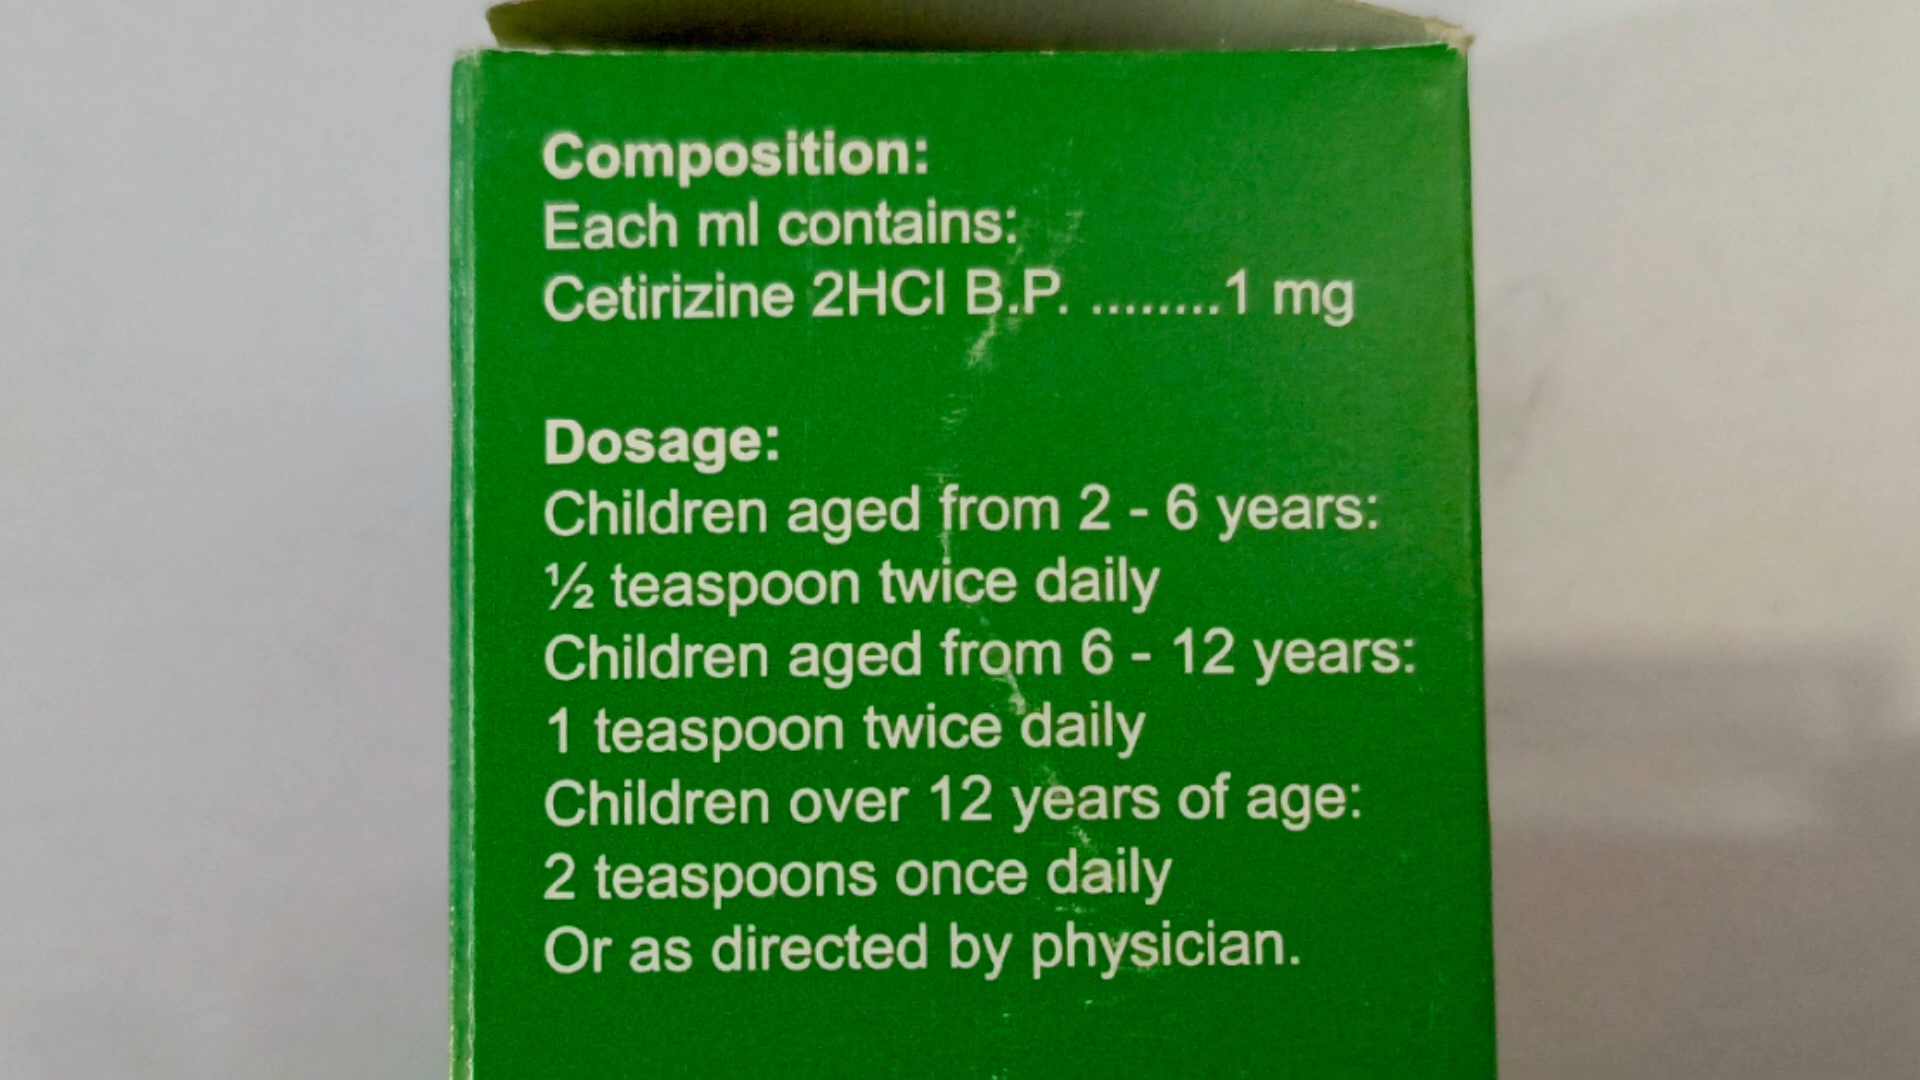 Composition:
Each ml contains:
Cetirizine 2HCl B.P. ........1 mg
Dosage:
Children aged from 2 - 6 years:
½ teaspoon twice daily
Children aged from 6 - 12 years:
1 teaspoon twice daily
Children over 12 years of age:
2 teaspoons once daily
Or as directed by physician.